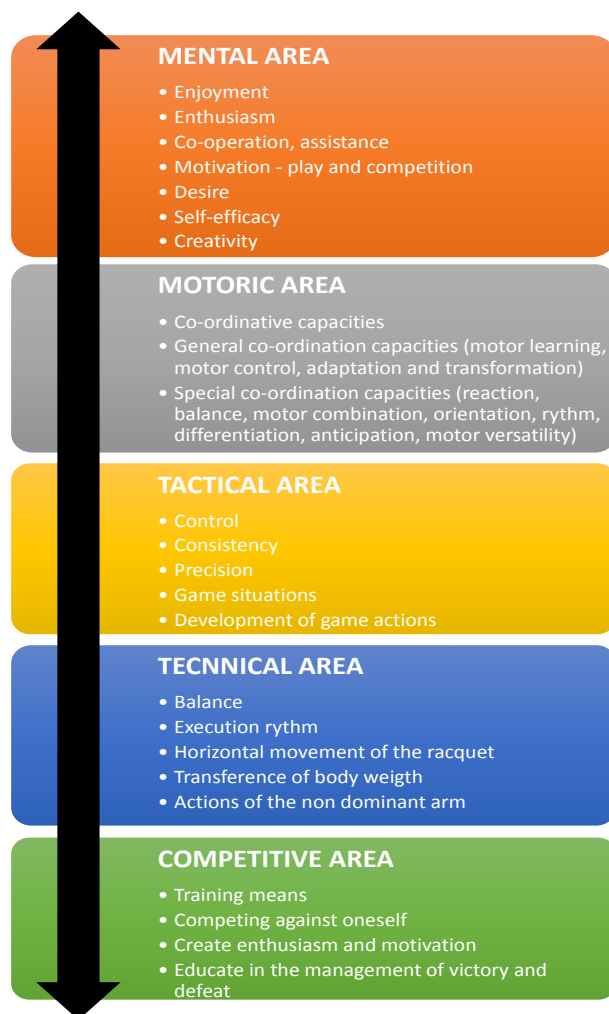 MENTAL AREA
• Enjoyment
• Enthusiasm
• Co-operation, assistance
• Motivation - play and competition
• Desire
• Self-efficacy
• Creativity
MOTORIC AREA
• Co-ordinative capacities
• General co-ordination capacities (motor learning,
motor control, adaptation and transformation)
• Special co-ordination capacities (reaction,
balance, motor combination, orientation, rythm,
differentiation, anticipation, motor versatility)
TACTICAL AREA
• Control
• Consistency
• Precision
• Game situations
• Development of game actions
TECNNICAL AREA
• Balance
• Execution rythm
• Horizontal movement of the racquet
• Transference of body weigth
• Actions of the non dominant arm
COMPETITIVE AREA
• Training means
• Competing against oneself
• Create enthusiasm and motivation
• Educate in the management of victory and
defeat